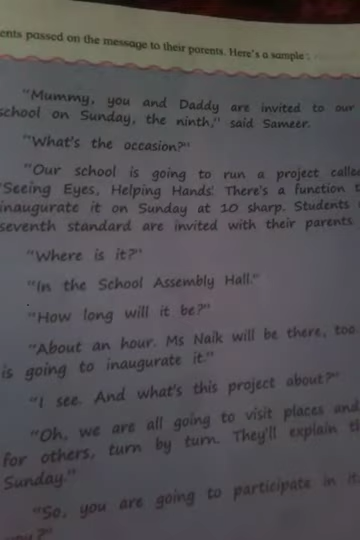 ents passed on the message to their parents. Here's a sample :
"Mummy, you and Daddy are invited to our
school on Sunday, the ninth," said Sameer.
"What's the occasion?"
"Our school is going to run a project called
'Seeing Eyes, Helping Hands'. There's a function t
inaugurate it on Sunday at 10 sharp. Students
seventh standard are invited with their parents
"Where is it?"
"In the School Assembly Hall."
"How long will it be?"
"About an hour. Ms Naik will be there, too.
is going to inaugurate it."
"I see. And what's this project about?"
"Oh, we are all going to visit places and
for others, turn by turn. They'll explain t
Sunday."
"So, you are going to participate in it,